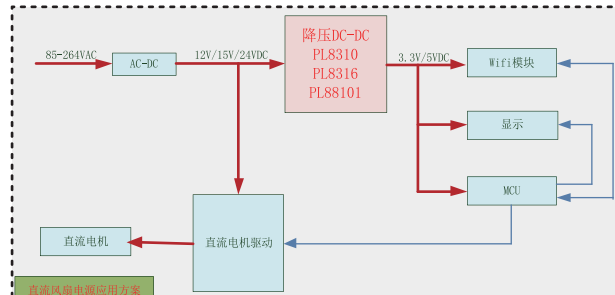 85-264VAC
AC-DC
12V/15V/24VDC
降压DC-DC
PL8310
PL8316
PL88101
3.3V/5VDC
Wifi模块
显示
MCU
直流电机
直流电机驱动
直流风扇电源应用方案